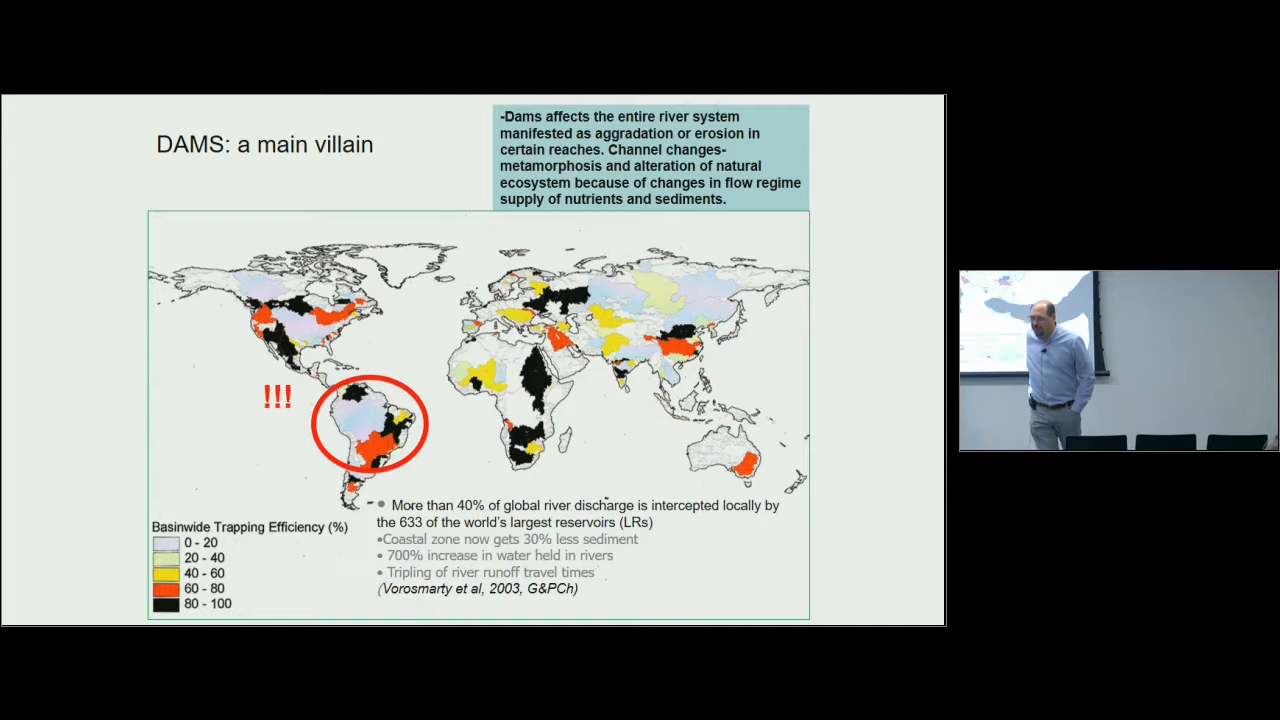 DAMS: a main villain
-Dams affects the entire river system
manifested as aggradation or erosion in
certain reaches. Channel changes-
metamorphosis and alteration of natural
ecosystem because of changes in flow regime
supply of nutrients and sediments.
!!!
• More than 40% of global river discharge is intercepted locally by
the 633 of the world's largest reservoirs (LRs)
•Coastal zone now gets 30% less sediment
• 700% increase in water held in rivers
• Tripling of river runoff travel times
(Vorosmarty et al, 2003, G&PCh)
Basinwide Trapping Efficiency (%)
0 - 20
20 - 40
40 - 60
60 - 80
80 - 100